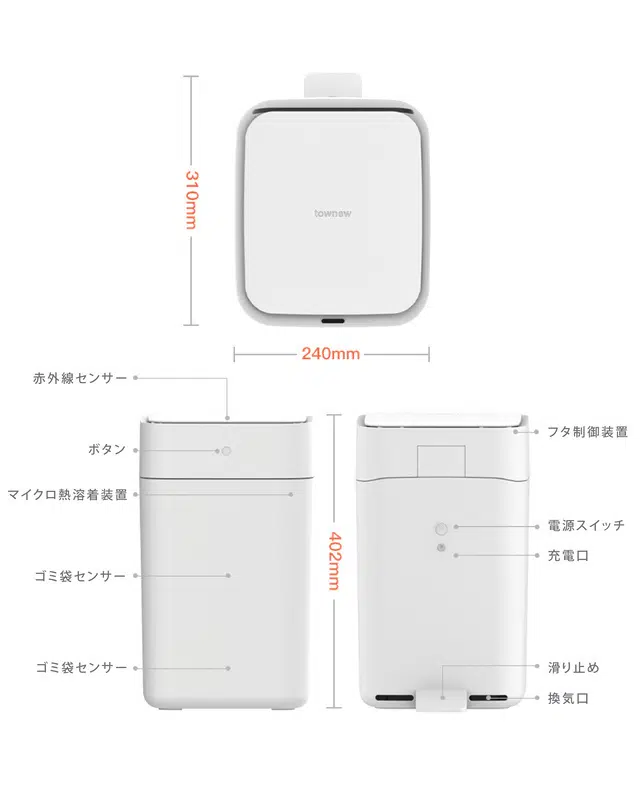 310mm
townew
240mm
赤外線センサー
ボタン
マイクロ熱溶着装置
ゴミ袋センサー
ゴミ袋センサー
402mm
フタ制御装置
電源スイッチ
充電口
滑り止め
換気口